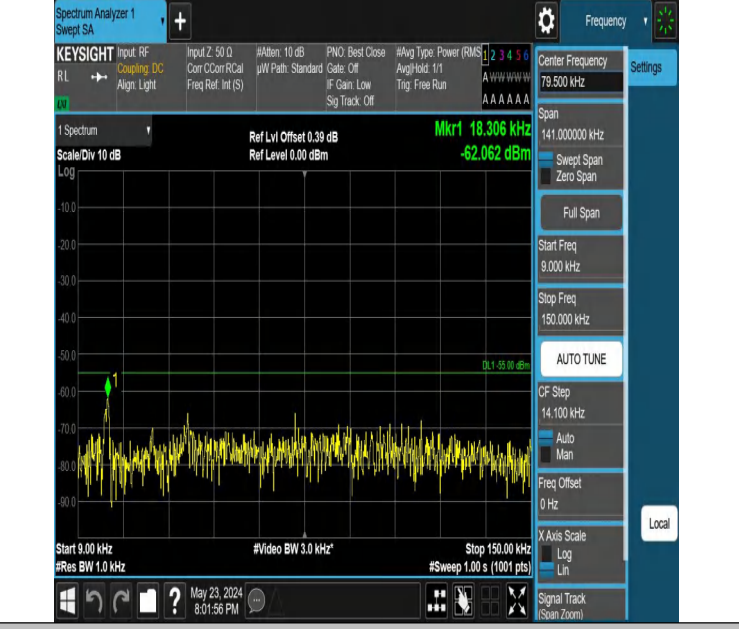 Spectrum Analyzer 1
Swept SA
+
Frequency
KEYSIGHT
RL
Input: RF
Coupling: DC
Align: Light
Input Z: 50 Ω
Corr CCorr RCal
Freq Ref: Int (S)
#Atten: 10 dB
µW Path: Standard
PNO: Best Close
Gate: Off
IF Gain: Low
Sig Track: Off
#Avg Type: Power (RMS
Avg|Hold: 1/1
Trig: Free Run
1 2 3 4 5 6
A W W W W W
A A A A A A
1 Spectrum
Scale/Div 10 dB
Ref Lvl Offset 0.39 dB
Ref Level 0.00 dBm
Mkr1 18.306 kHz
-62.062 dBm
Log
-10.0
-20.0
-30.0
-40.0
-50.0
-60.0
-70.0
-80.0
-90.0
DL1 -55.00 dBm
1
Start 9.00 kHz
#Res BW 1.0 kHz
#Video BW 3.0 kHz*
Stop 150.00 kHz
#Sweep 1.00 s (1001 pts)
Center Frequency
79.500 kHz
Settings
Span
141.000000 kHz
Swept Span
Zero Span
Full Span
Start Freq
9.000 kHz
Stop Freq
150.000 kHz
AUTO TUNE
CF Step
14.100 kHz
Auto
Man
Freq Offset
0 Hz
X Axis Scale
Log
Lin
Local
Signal Track
(Span Zoom)
?
May 23, 2024
8:01:56 PM